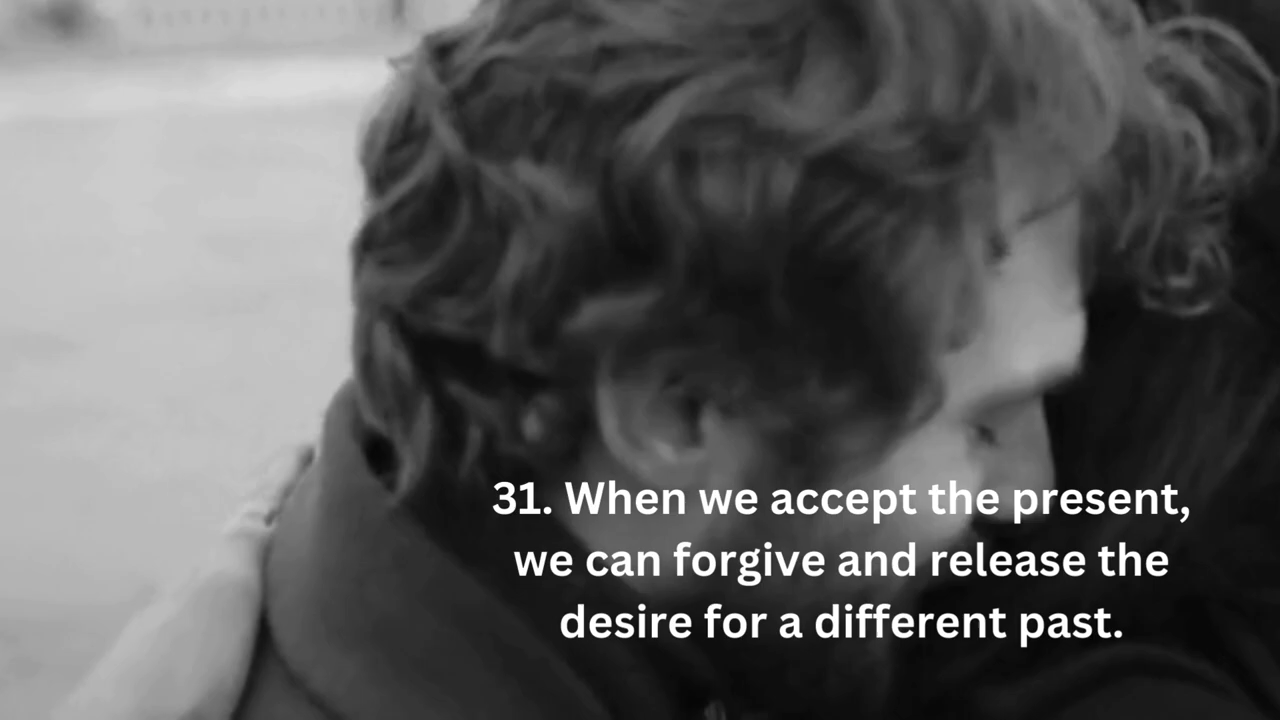 31. When we accept the present,
we can forgive and release the
desire for a different past.